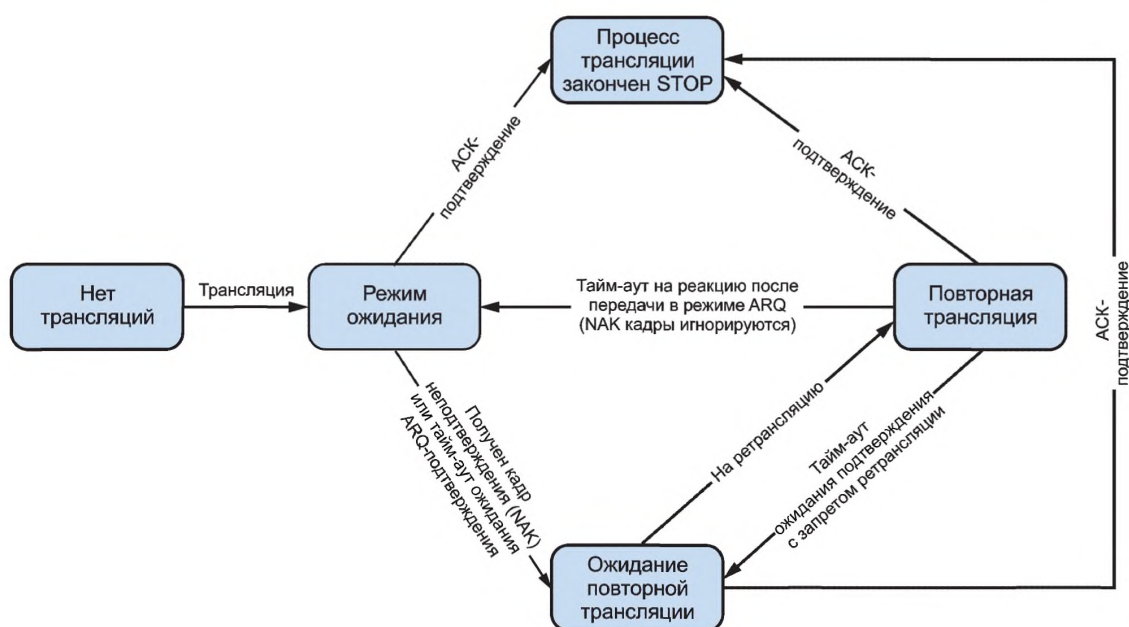 Процесс
трансляции
закончен STOP
АСК-
подтверждение
АСК-
подтверждение
Нет
трансляций
Трансляция
Режим
ожидания
Тайм-аут на реакцию после
передачи в режиме ARQ
(NAK кадры игнорируются)
Повторная
трансляция
АСК-
подтверждение
Получен кадр
неподтверждения (NAK)
или тайм-аут ожидания
ARQ-подтверждения
На ретрансляцию
Тайм-аут
ожидания подтверждения
с запретом ретрансляции
Ожидание
повторной
трансляции